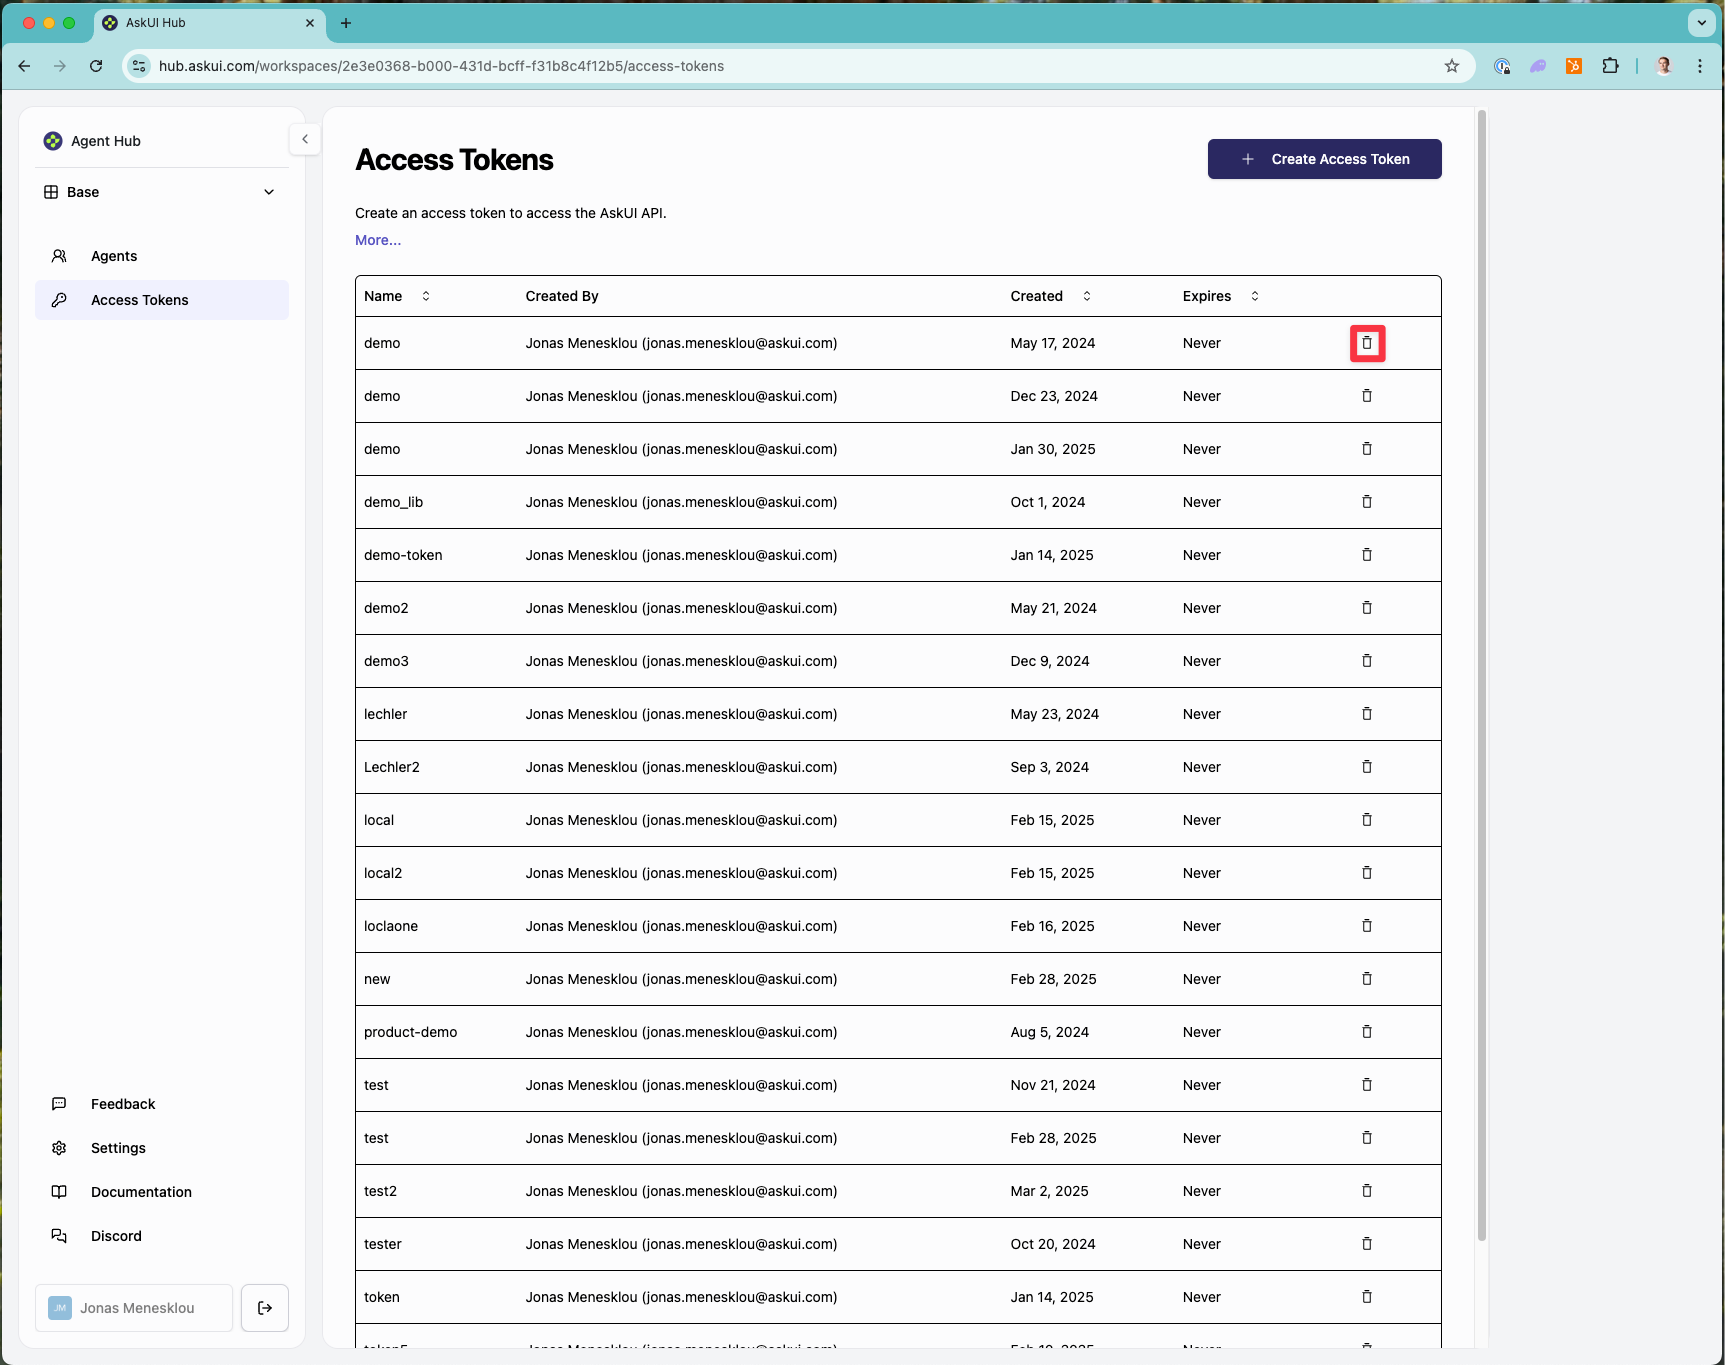 AskUI Hub
hub.askui.com/workspaces/2e3e0368-b000-431d-bcff-f31b8c4f12b5/access-tokens
Agent Hub
Base
Agents
Access Tokens
Feedback
Settings
Documentation
Discord
JM Jonas Menesklou
Access Tokens
Create Access Token
Create an access token to access the AskUI API.
More...
Name Created By Created Expires
demo Jonas Menesklou (jonas.menesklou@askui.com) May 17, 2024 Never
demo Jonas Menesklou (jonas.menesklou@askui.com) Dec 23, 2024 Never
demo Jonas Menesklou (jonas.menesklou@askui.com) Jan 30, 2025 Never
demo_lib Jonas Menesklou (jonas.menesklou@askui.com) Oct 1, 2024 Never
demo-token Jonas Menesklou (jonas.menesklou@askui.com) Jan 14, 2025 Never
demo2 Jonas Menesklou (jonas.menesklou@askui.com) May 21, 2024 Never
demo3 Jonas Menesklou (jonas.menesklou@askui.com) Dec 9, 2024 Never
lechler Jonas Menesklou (jonas.menesklou@askui.com) May 23, 2024 Never
Lechler2 Jonas Menesklou (jonas.menesklou@askui.com) Sep 3, 2024 Never
local Jonas Menesklou (jonas.menesklou@askui.com) Feb 15, 2025 Never
local2 Jonas Menesklou (jonas.menesklou@askui.com) Feb 15, 2025 Never
loclaone Jonas Menesklou (jonas.menesklou@askui.com) Feb 16, 2025 Never
new Jonas Menesklou (jonas.menesklou@askui.com) Feb 28, 2025 Never
product-demo Jonas Menesklou (jonas.menesklou@askui.com) Aug 5, 2024 Never
test Jonas Menesklou (jonas.menesklou@askui.com) Nov 21, 2024 Never
test Jonas Menesklou (jonas.menesklou@askui.com) Feb 28, 2025 Never
test2 Jonas Menesklou (jonas.menesklou@askui.com) Mar 2, 2025 Never
tester Jonas Menesklou (jonas.menesklou@askui.com) Oct 20, 2024 Never
token Jonas Menesklou (jonas.menesklou@askui.com) Jan 14, 2025 Never